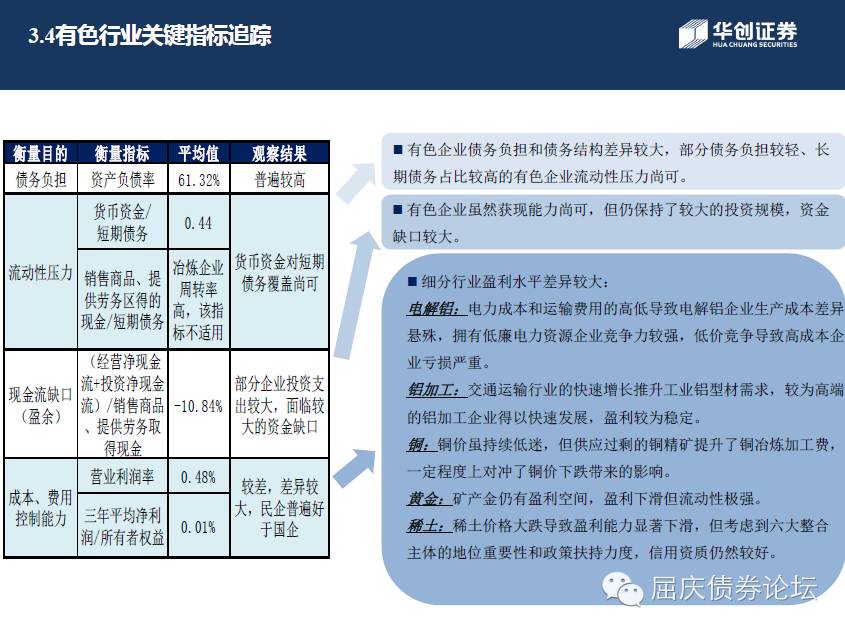 3.4有色行业关键指标追踪
华创证券
HUA CHUANG SECURITIES
衡量目的 衡量指标 平均值 观察结果
债务负担 资产负债率 61.32% 普遍较高
流动性压力
货币资金/
短期债务
0.44
销售商品、提
供劳务区得的
现金/短期债务
冶炼企业
周转率
高，该指
标不适用
货币资金对短期
债务覆盖尚可
现金流缺口
（盈余）
（经营净现金
流+投资净现金
流）/销售商品
、提供劳务取
得现金
-10.84%
部分企业投资支
出较大，面临较
大的资金缺口
成本、费用
控制能力
营业利润率 0.48%
三年平均净利
润/所有者权益
0.01%
较差，差异较
大，民企普遍好
于国企
■ 有色企业债务负担和债务结构差异较大，部分债务负担较轻、长
期债务占比较高的有色企业流动性压力尚可。
■ 有色企业虽然获现能力尚可，但仍保持了较大的投资规模，资金
缺口较大。
■ 细分行业盈利水平差异较大：
电解铝：电力成本和运输费用的高低导致电解铝企业生产成本差异
悬殊，拥有低廉电力资源企业竞争力较强，低价竞争导致高成本企
业亏损严重。
铝加工：交通运输行业的快速增长推升工业铝型材需求，较为高端
的铝加工企业得以快速发展，盈利较为稳定。
铜：铜价虽持续低迷，但供应过剩的铜精矿提升了铜冶炼加工费，
一定程度上对冲了铜价下跌带来的影响。
黄金：矿产金仍有盈利空间，盈利下滑但流动性极强。
稀土：稀土价格大跌导致盈利能力显著下滑，但考虑到六大整合
主体的地位重要性和政策扶持力度，信用资质仍然较好。
屈庆债券论坛